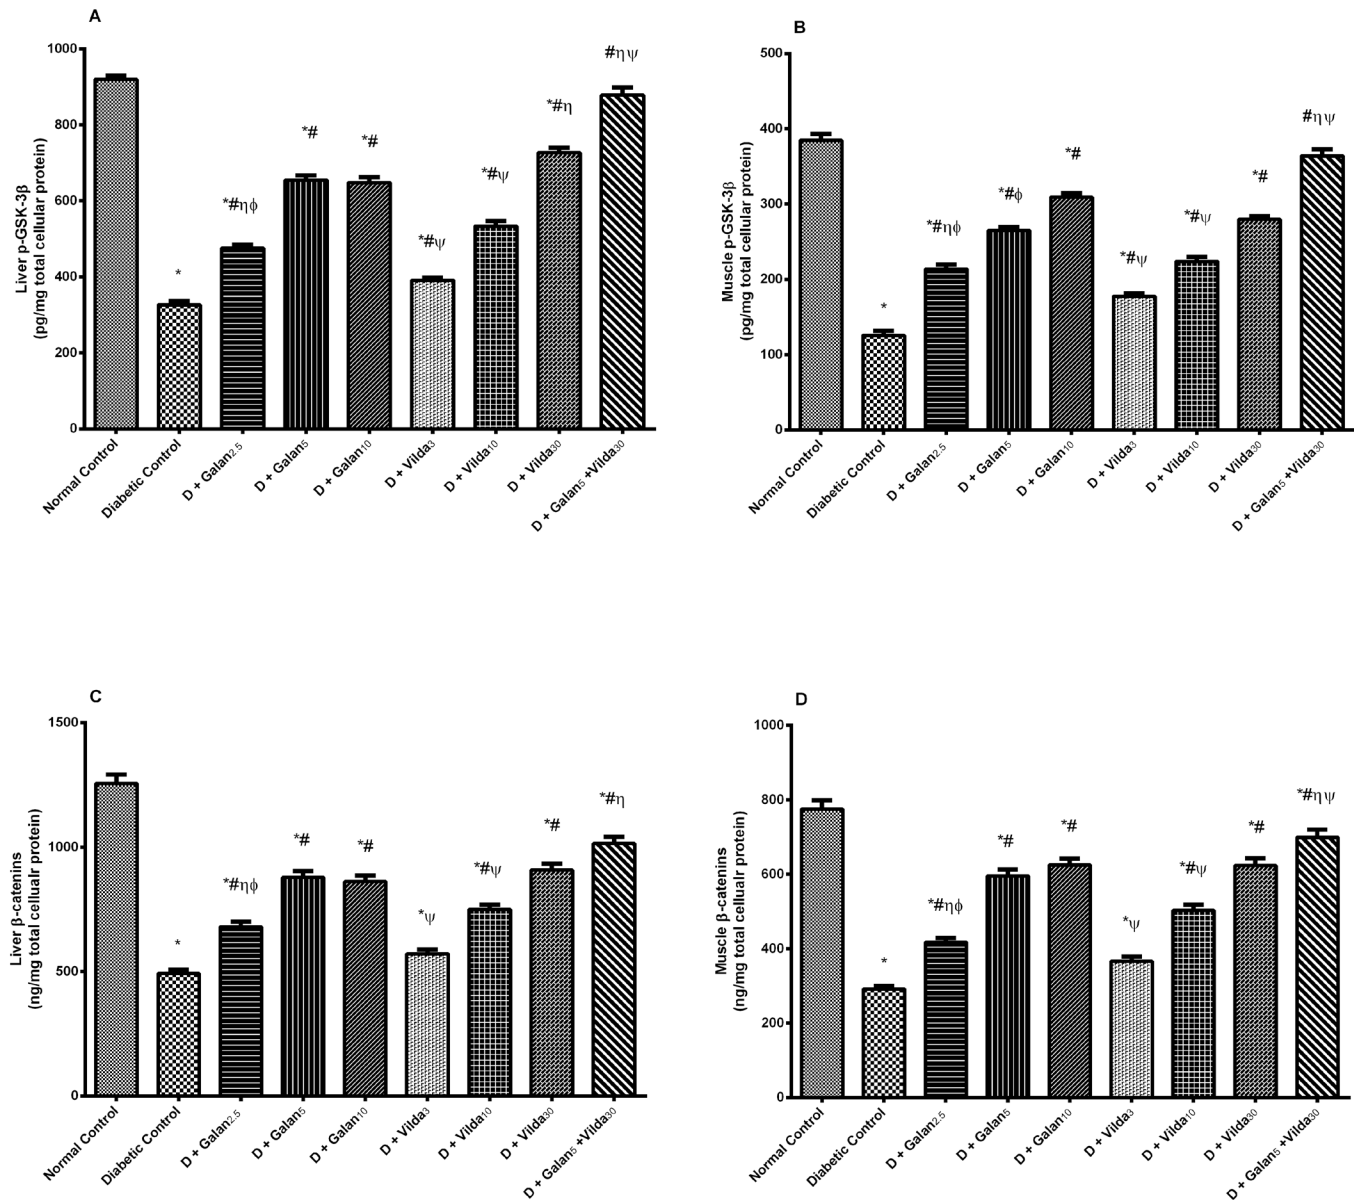 A
Liver p-GSK-3β
(pg/mg total cellular protein)
1000
800
600
400
200
0
*
*#ηϕ
*#
*#
*#ψ
*#ψ
*#η
#ηψ
Normal Control
Diabetic Control
D + Galan2.5
D + Galan5
D + Galan10
D + Vilda3
D + Vilda10
D + Vilda30
D + Galan5 +Vilda30
B
Muscle p-GSK-3β
(pg/mg total cellular protein)
500
400
300
200
100
0
*
*#ηϕ
*#ϕ
*#
*#ψ
*#ψ
*#
#ηψ
Normal Control
Diabetic Control
D + Galan2.5
D + Galan5
D + Galan10
D + Vilda3
D + Vilda10
D + Vilda30
D + Galan5 +Vilda30
C
Liver β-catenins
(ng/mg total cellualr protein)
1500
1000
500
0
*
*#ηϕ
*#
*#
*ψ
*#ψ
*#
*#η
Normal Control
Diabetic Control
D + Galan2.5
D + Galan5
D + Galan10
D + Vilda3
D + Vilda10
D + Vilda30
D + Galan5 +Vilda30
D
Muscle β-catenins
(ng/mg total cellualr protein)
1000
800
600
400
200
0
*
*#ηϕ
*#
*#
*ψ
*#ψ
*#
*#ηψ
Normal Control
Diabetic Control
D + Galan2.5
D + Galan5
D + Galan10
D + Vilda3
D + Vilda10
D + Vilda30
D + Galan5 +Vilda30